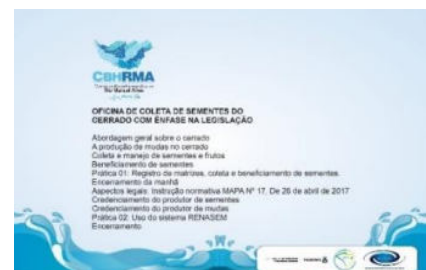 CBHRMA
OFICINA DE COLETA DE SEMENTES DO
CERRADO COM ÊNFASE NA LEGISLAÇÃO
Abordagem geral sobre o cerrado
A produção de mudas no cerrado
Coleta e manejo de sementes e frutos
Beneficiamento de sementes
Prática 01: Registro de matrizes, coleta e beneficiamento de sementes.
Encerramento da manhã
Aspectos legais: Instrução normativa MAPA Nº 17, De 26 de abril de 2017
Credenciamento do produtor de sementes
Credenciamento do produtor de mudas
Prática 02: Uso do sistema RENASEM
Encerramento